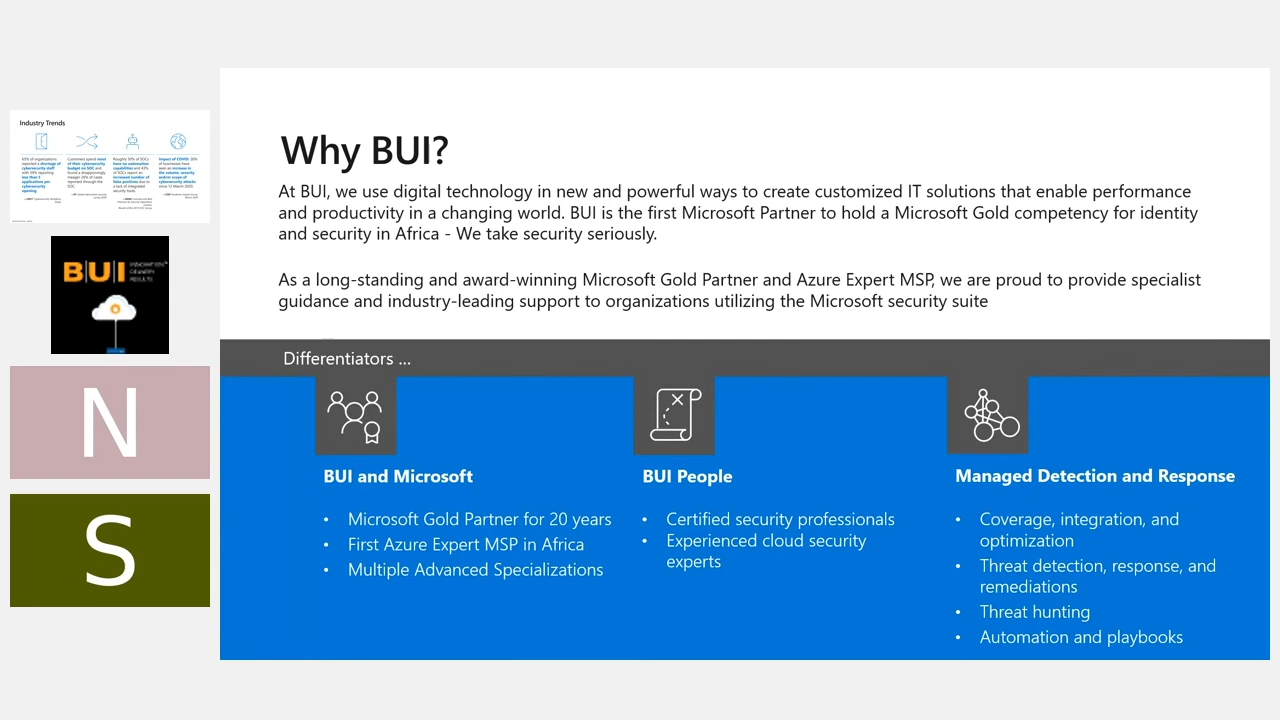 Industry Trends
BUI
INNOVATION
N
S
Why BUI?
At BUI, we use digital technology in new and powerful ways to create customized IT solutions that enable performance
and productivity in a changing world. BUI is the first Microsoft Partner to hold a Microsoft Gold competency for identity
and security in Africa - We take security seriously.
As a long-standing and award-winning Microsoft Gold Partner and Azure Expert MSP, we are proud to provide specialist
guidance and industry-leading support to organizations utilizing the Microsoft security suite
Differentiators ...
BUI and Microsoft
• Microsoft Gold Partner for 20 years
• First Azure Expert MSP in Africa
• Multiple Advanced Specializations
BUI People
• Certified security professionals
• Experienced cloud security
experts
Managed Detection and Response
• Coverage, integration, and
optimization
• Threat detection, response, and
remediations
• Threat hunting
• Automation and playbooks